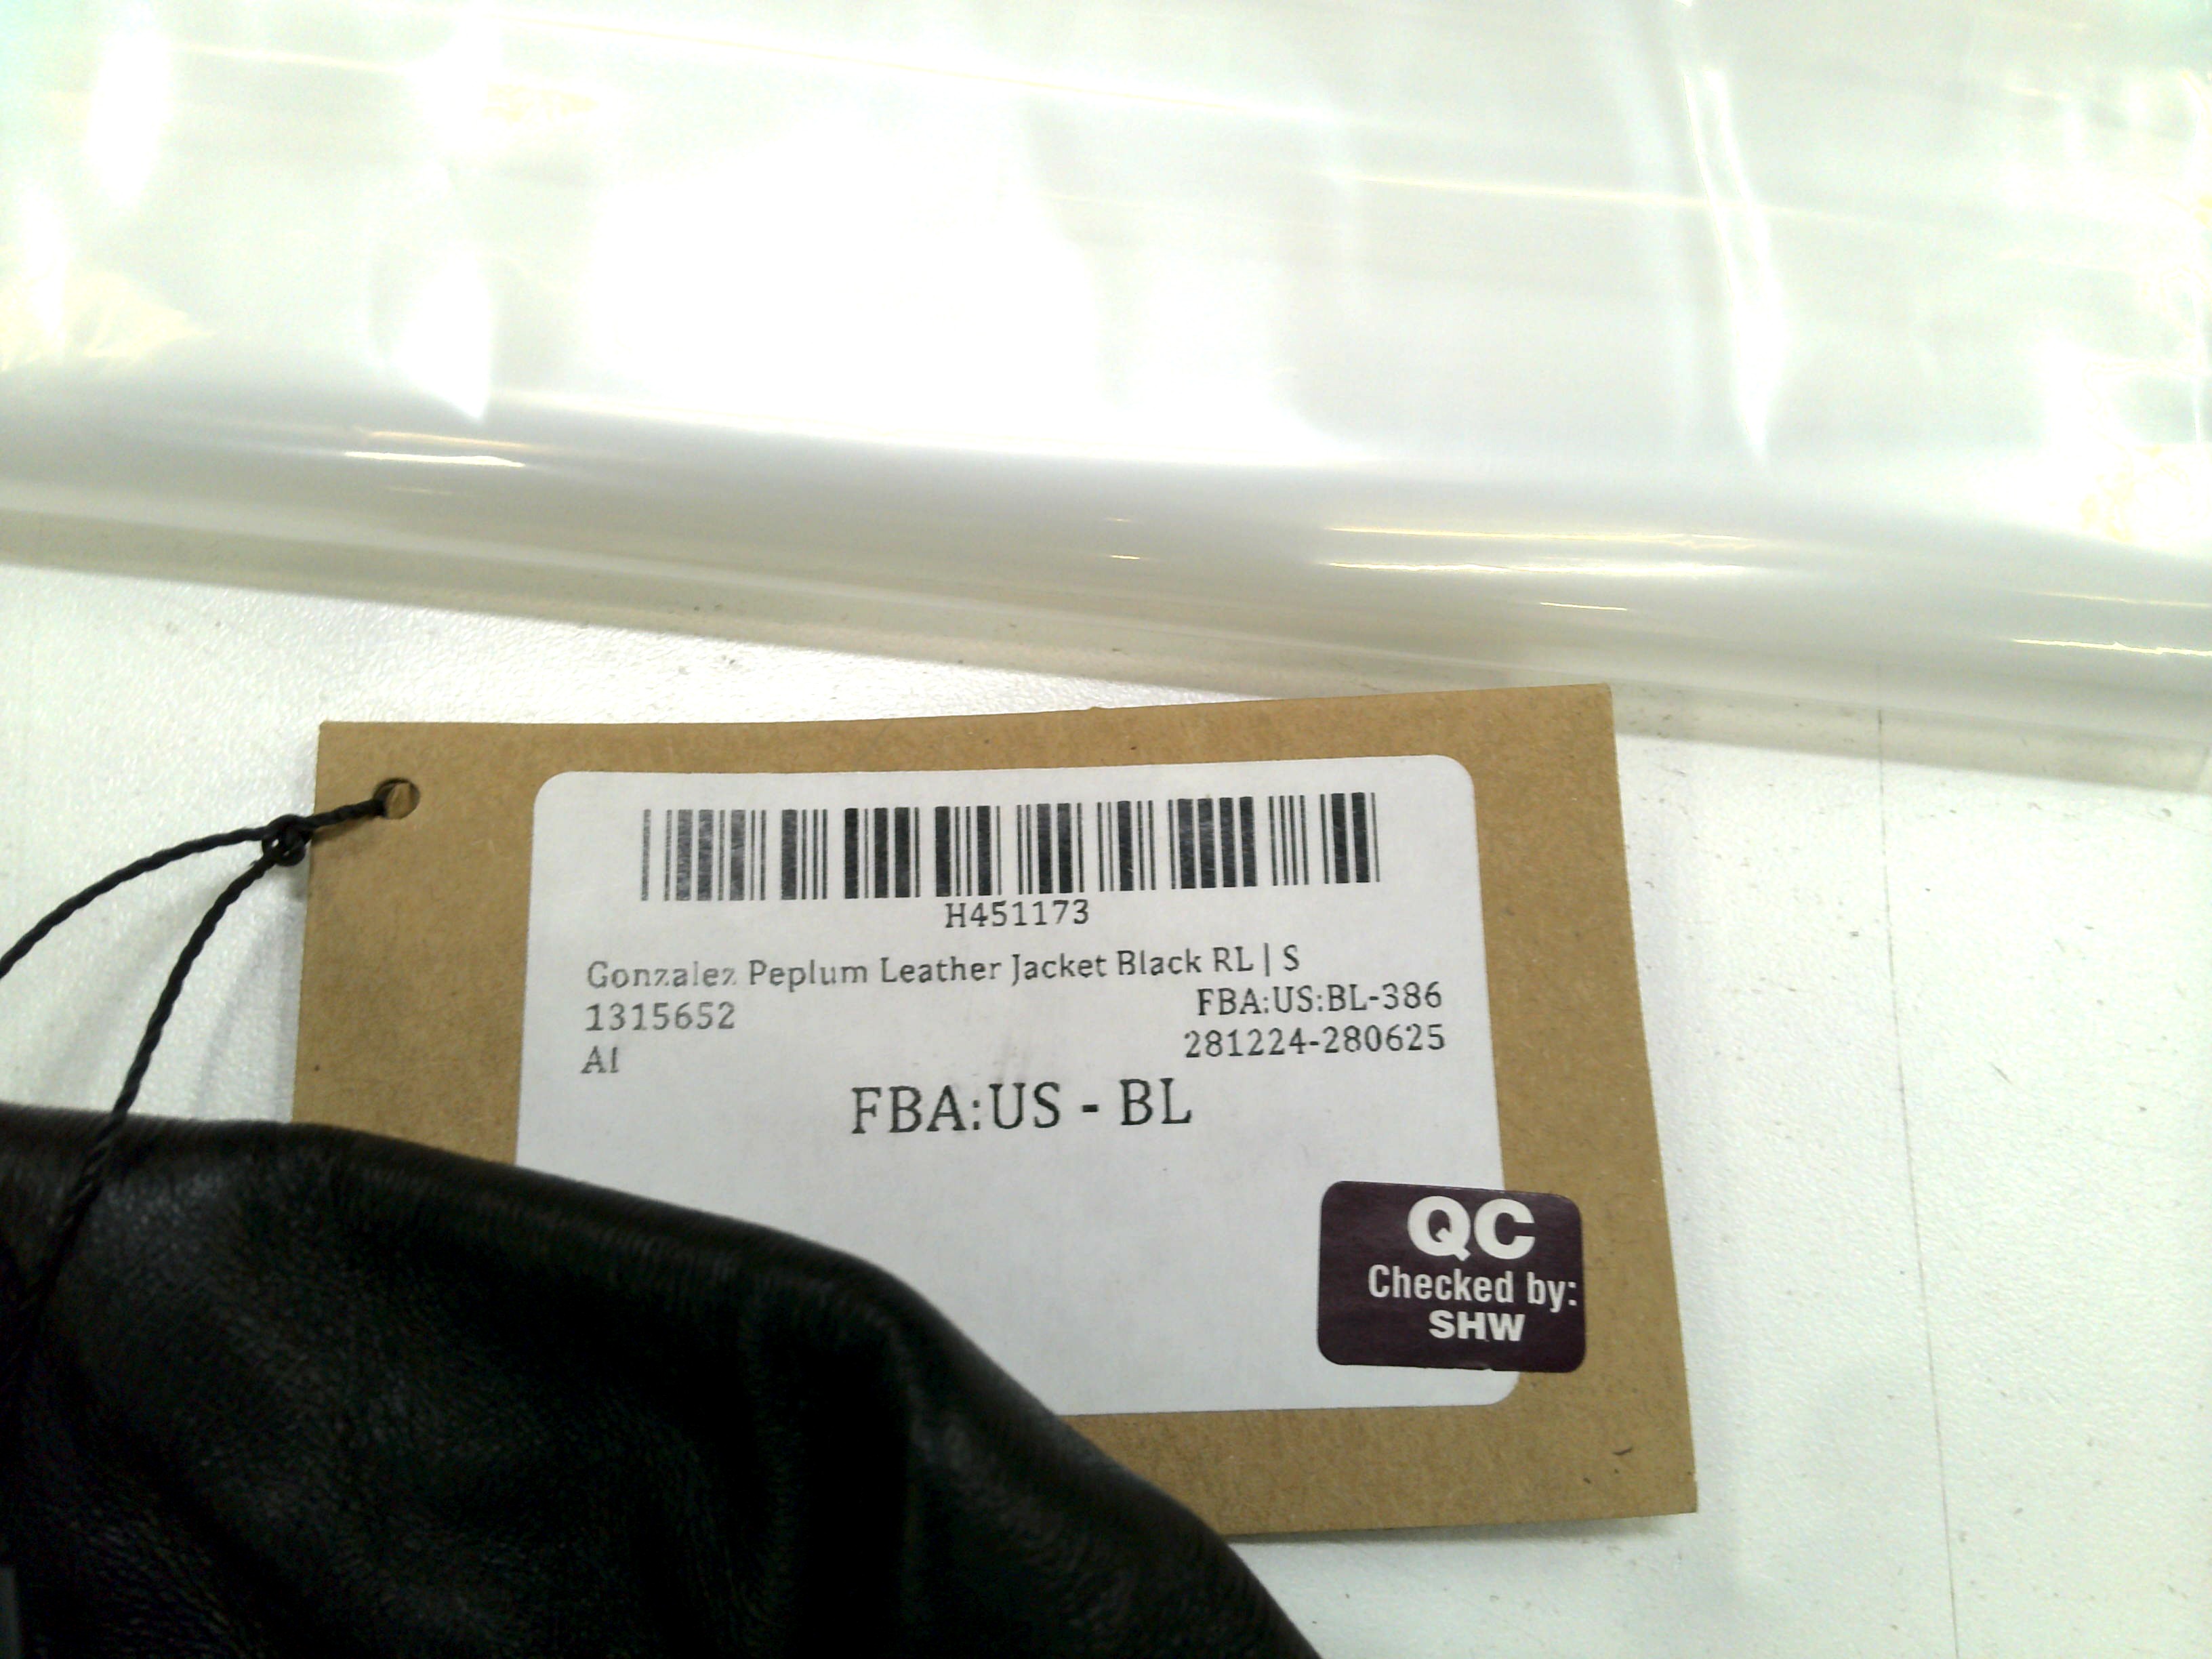 H451173
Gonzalez Peplum Leather Jacket Black RL | S
1315652
FBA:US:BL-386
AI
281224-280625
FBA:US - BL
QC
Checked by:
SHW